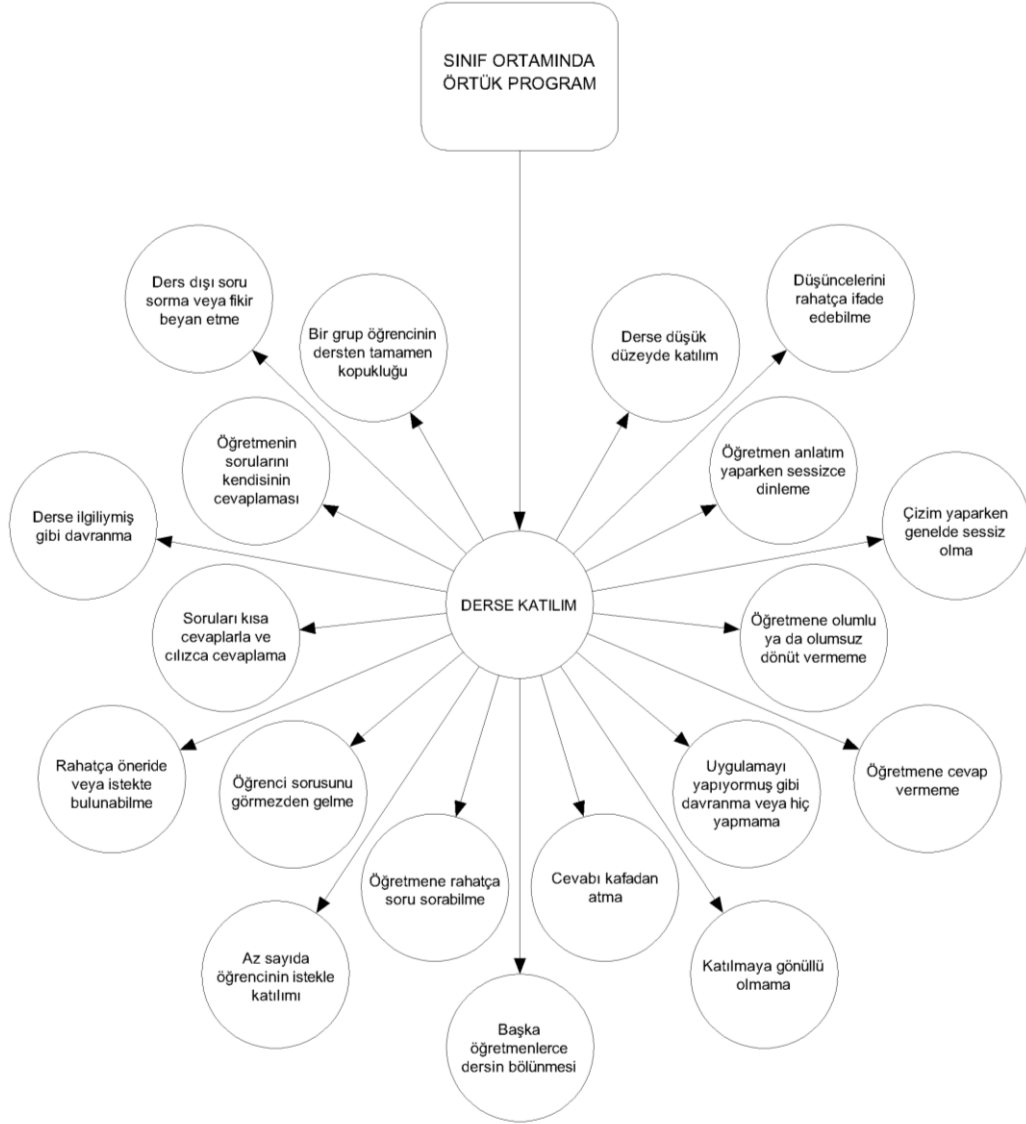 SINIF ORTAMINDA
ÖRTÜK PROGRAM
Ders dışı soru
sorma veya fikir
beyan etme
Bir grup öğrencinin
dersten tamamen
kopukluğu
Derse düşük
düzeyde katılım
Düşüncelerini
rahatça ifade
edebilme
Öğretmenin
sorularını
kendisinin
cevaplaması
Öğretmen anlatım
yaparken sessizce
dinleme
Derse ilgiliymiş
gibi davranma
Çizim yaparken
genelde sessiz
olma
DERSE KATILIM
Soruları kısa
cevaplarla ve
cılızca cevaplama
Öğretmene olumlu
ya da olumsuz
dönüt vermeme
Rahatça öneride
veya istekte
bulunabilme
Öğrenci sorusunu
görmezden gelme
Uygulamayı
yapıyormuş gibi
davranma veya hiç
yapmama
Öğretmene cevap
vermeme
Öğretmene rahatça
soru sorabilme
Cevabı kafadan
atma
Az sayıda
öğrencinin istekle
katılımı
Katılmaya gönüllü
olmama
Başka
öğretmenlerce
dersin bölünmesi